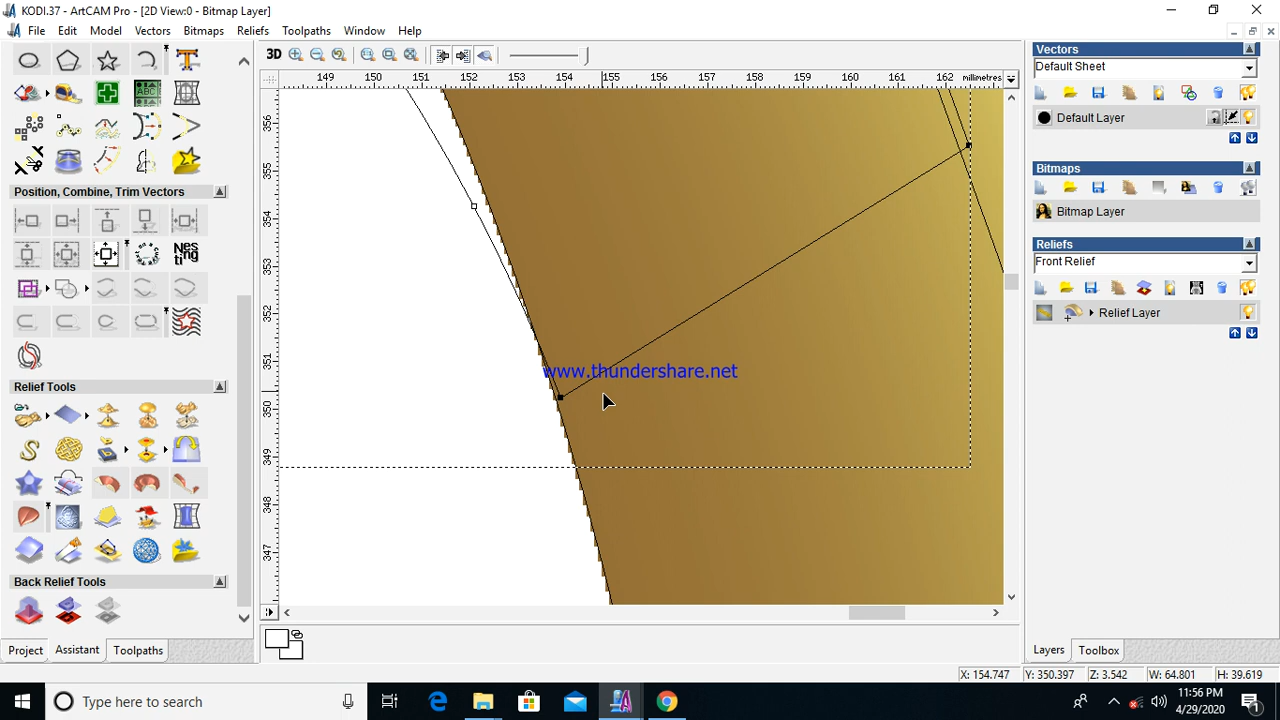 KODI.37 - ArtCAM Pro - [2D View:0 - Bitmap Layer]
File Edit Model Vectors Bitmaps Reliefs Toolpaths Window Help
3D
149 150 151 152 153 154 155 156 157 158 159 160 161 162 millimetres
356
355
354
353
352
351
350
349
348
347
ABC
Nes
ting
Position, Combine, Trim Vectors
Relief Tools
Back Relief Tools
Project Assistant Toolpaths
www.thundershare.net
Vectors
Default Sheet
Default Layer
Bitmaps
Bitmap Layer
Reliefs
Front Relief
Relief Layer
Layers Toolbox
X: 154.747 Y: 350.397 Z: 3.542 W: 64.801 H: 39.619
Type here to search
11:56 PM
4/29/2020
1